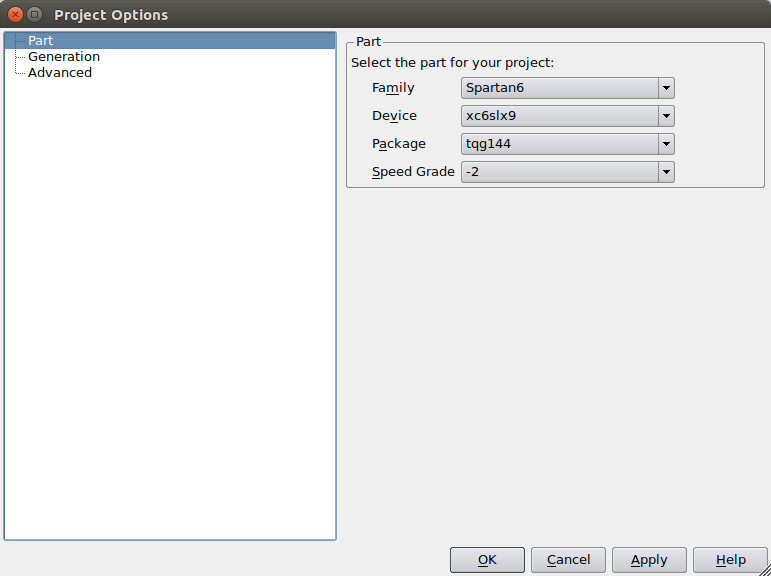 Project Options
Part
Generation
Advanced
Part
Select the part for your project:
Family Spartan6
Device xc6slx9
Package tqg144
Speed Grade -2
OK Cancel Apply Help